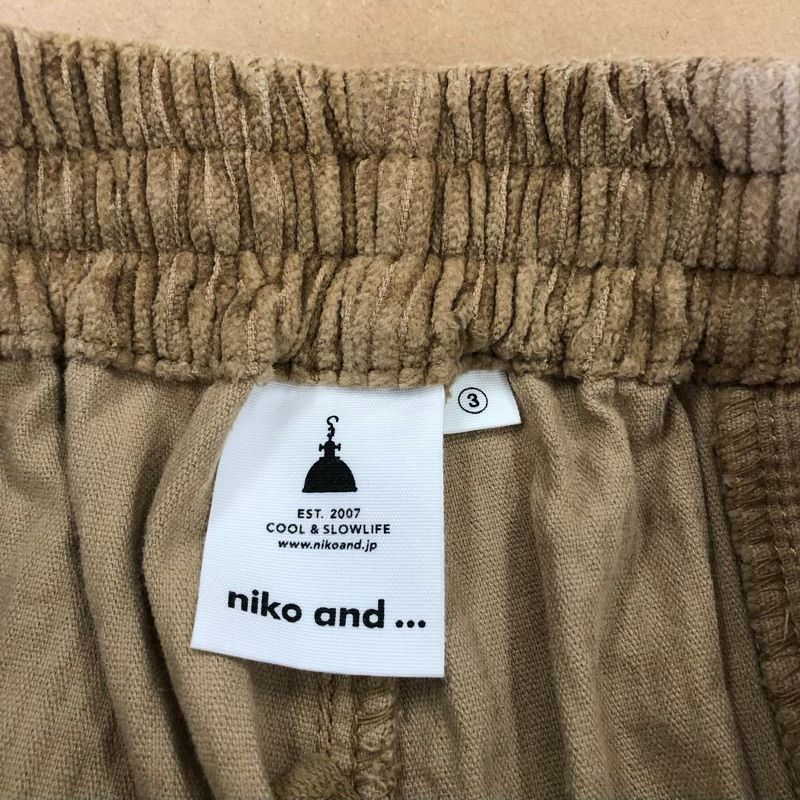 ③
EST. 2007
COOL & SLOWLIFE
www.nikoand.jp
niko and ...